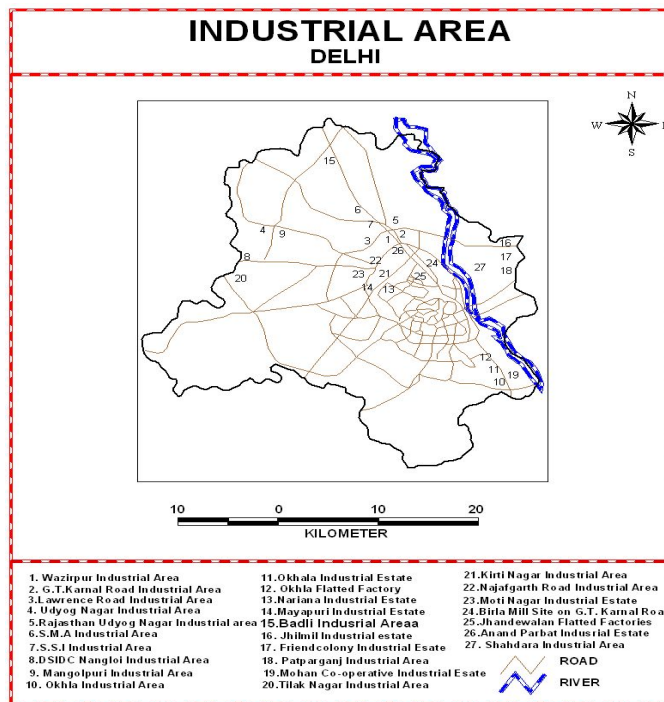 INDUSTRIAL AREA
DELHI
N
W
E
S
15
6
7
5
4
9
3
1
2
26
16
8
22
24
27
17
20
23
21
25
18
14
13
12
11
19
10
10 0 10 20
KILOMETER
1. Wazirpur Industrial Area
2. G.T.Karnal Road Industrial Area
3.Lawrence Road Industrial Area
4. Udyog Nagar Industrial Area
5.Rajasthan Udyog Nagar Industrial area
6.S.M.A Industrial Area
7.S.S.I Industrial Area
8.DSIDC Nangloi Industrial Area
9. Mangolpuri Industrial Area
10. Okhla Industrial Area
11.Okhala Industrial Estate
12. Okhla Flatted Factory
13. Nariana Industrial Estate
14.Mayapuri Industrial Estate
15.Badli Indusrial Areaa
16. Jhilmil Industrial estate
17. Friendcolony Industrial Esate
18. Patparganj Industrial Area
19.Mohan Co-operative Industrial Esate
20.Tilak Nagar Industrial Area
21.Kirti Nagar Industrial Area
22.Najafgarth Road Industrial Area
23.Moti Nagar Industrial Estate
24.Birla Mill Site on G.T. Karnal Roa
25.Jhandewalan Flatted Factories
26.Anand Parbat Indusrial Estate
27. Shahdara Industrial Area
ROAD
RIVER